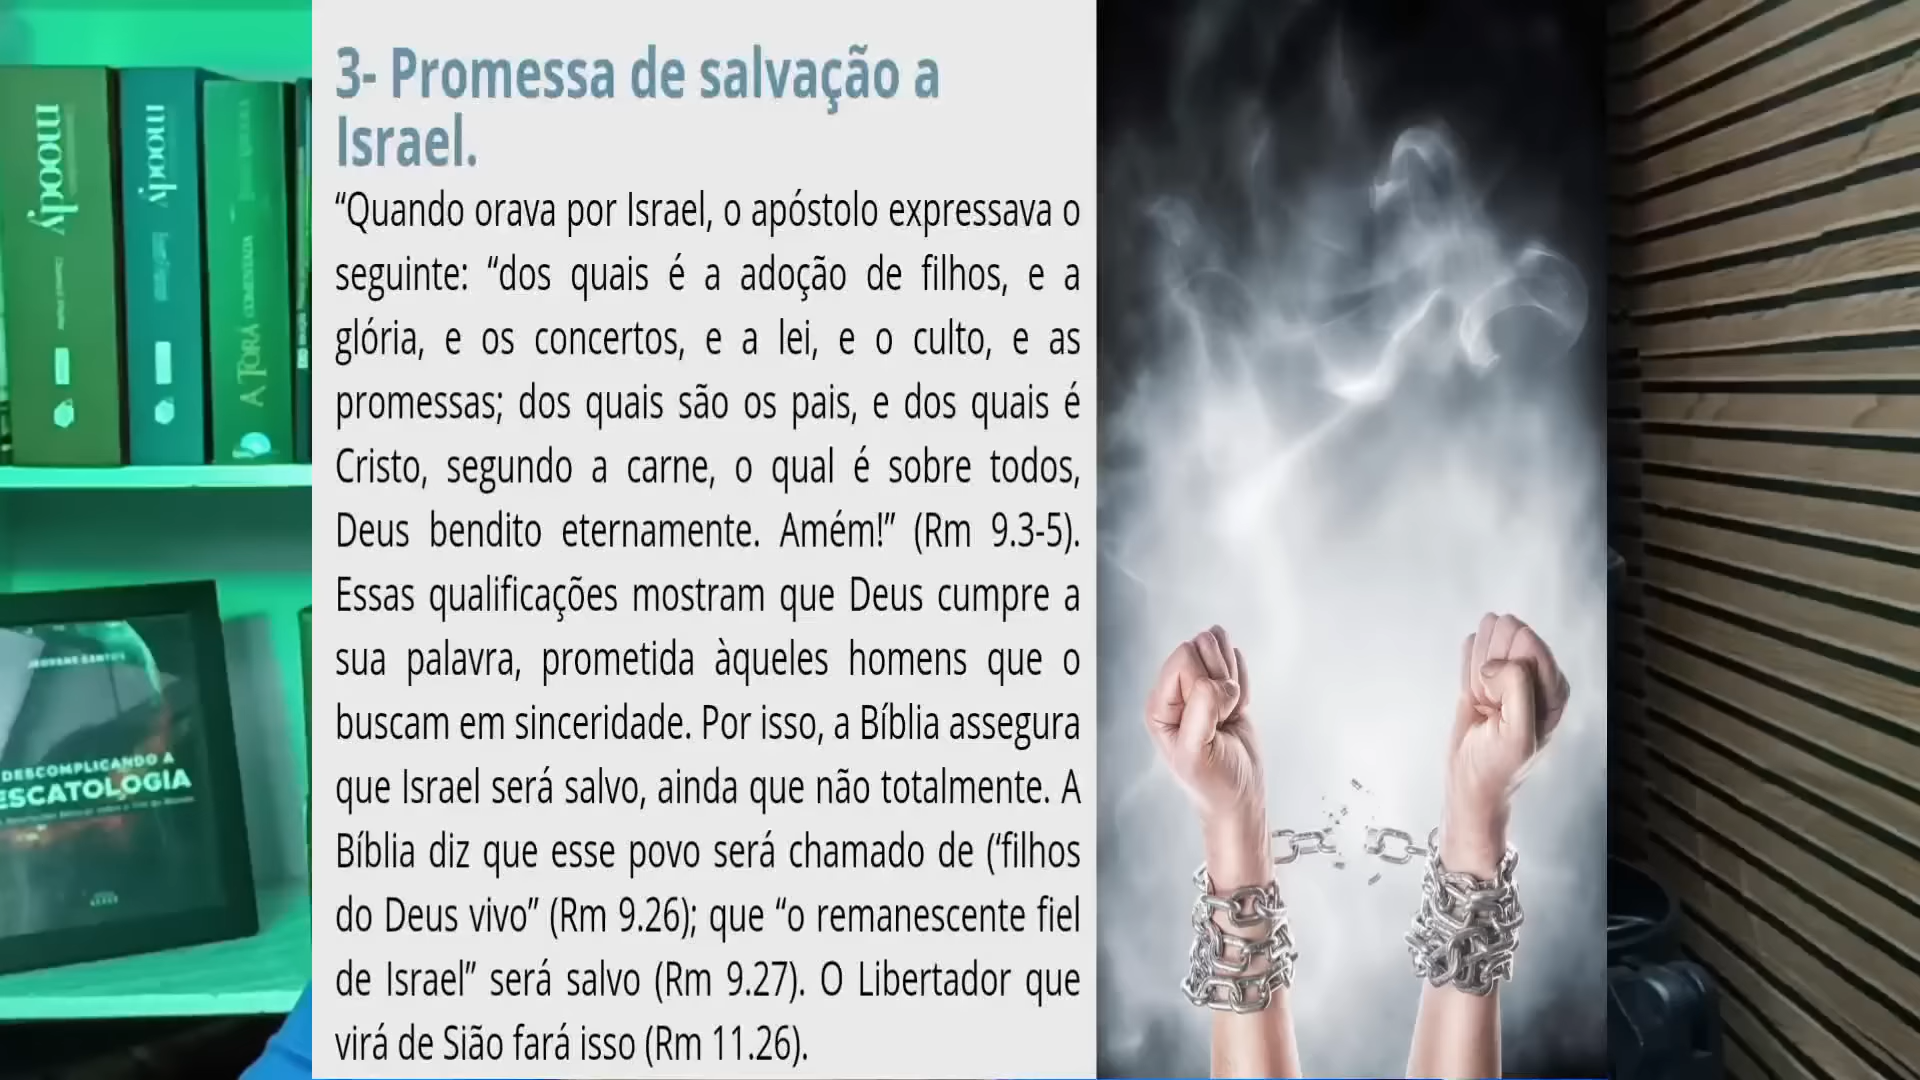 3- Promessa de salvação a
Israel.
“Quando orava por Israel, o apóstolo expressava o
seguinte: “dos quais é a adoção de filhos, e a
glória, e os concertos, e a lei, e o culto, e as
promessas; dos quais são os pais, e dos quais é
Cristo, segundo a carne, o qual é sobre todos,
Deus bendito eternamente. Amém!” (Rm 9.3-5).
Essas qualificações mostram que Deus cumpre a
sua palavra, prometida àqueles homens que o
buscam em sinceridade. Por isso, a Bíblia assegura
que Israel será salvo, ainda que não totalmente. A
Bíblia diz que esse povo será chamado de (“filhos
do Deus vivo” (Rm 9.26); que “o remanescente fiel
de Israel” será salvo (Rm 9.27). O Libertador que
virá de Sião fará isso (Rm 11.26).
moody
moody
A TORÁ COMENTADA
DESCOMPLICANDO A
ESCATOLOGIA